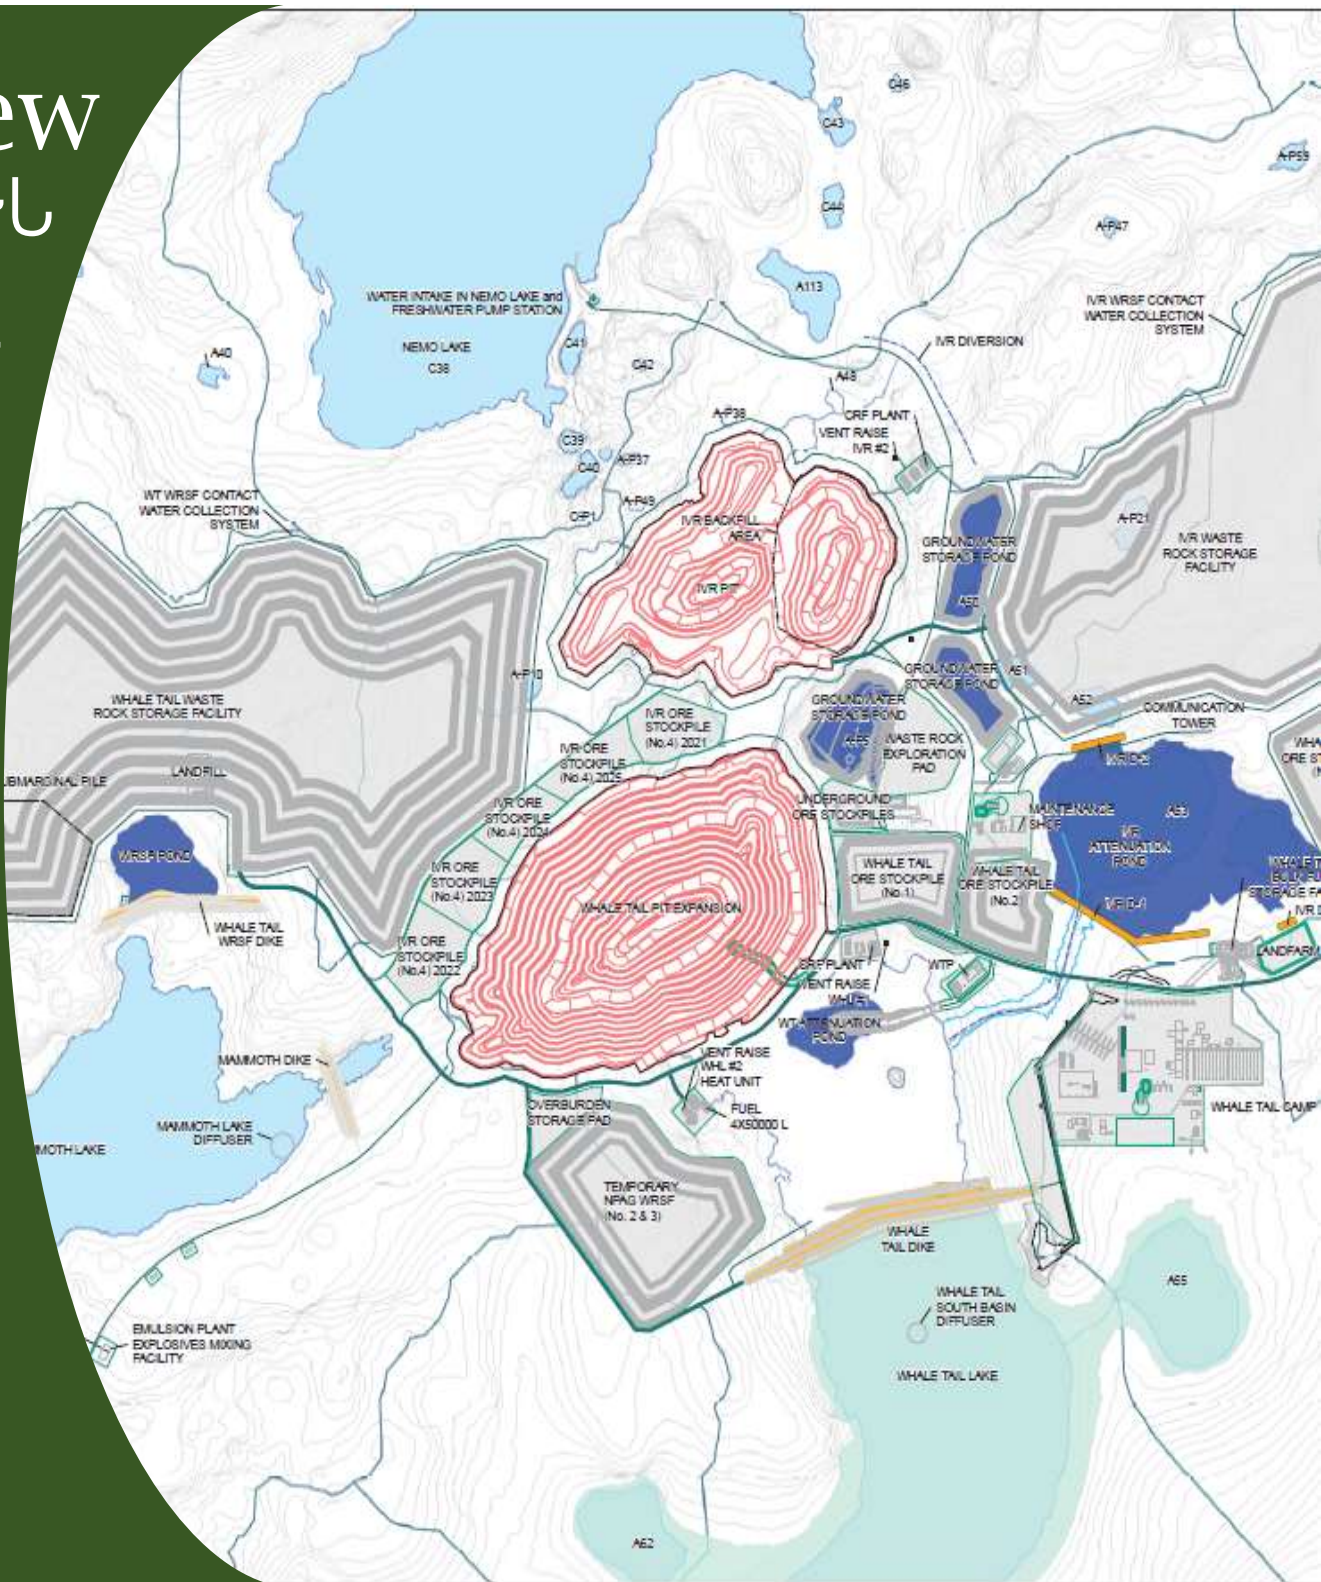 ew
C46
C43
A-P53
C44
A-P47
A113
WATER INTAKE IN NEMO LAKE and
FRESHWATER PUMP STATION
IVR WRSF CONTACT
WATER COLLECTION
SYSTEM
NEMO LAKE
C38
C41
IVR DIVERSION
A40
C42
A48
A-P38
CRF PLANT
VENT RAISE
IVR #2
C39
C40
A-P37
WT WRSF CONTACT
WATER COLLECTION
SYSTEM
A-P49
C-P1
IVR BACKFILL
AREA
A-P21
GROUNDWATER
STORAGE POND
IVR WASTE
ROCK STORAGE
FACILITY
IVR PIT
A50
A-P10
GROUNDWATER
STORAGE POND
A51
WHALE TAIL WASTE
ROCK STORAGE FACILITY
GROUNDWATER
STORAGE POND
A52
COMMUNICATION
TOWER
IVR ORE
STOCKPILE
(No.4) 2021
A-P5
WASTE ROCK
EXPLORATION
PAD
IVR D-2
IVR ORE
STOCKPILE
(No.4) 2025
UBMARGINAL PILE
LANDFILL
IVR ORE
STOCKPILE
(No.4) 2024
UNDERGROUND
ORE STOCKPILES
MAINTENANCE
SHOP
A53
IVR
ATTENUATION
POND
WRSF POND
IVR ORE
STOCKPILE
(No.4) 2023
WHALE TAIL
ORE STOCKPILE
(No.1)
WHALE TAIL
ORE STOCKPILE
(No.2
WHALE TAIL PIT EXPANSION
IVR D-1
WHALE TAIL
WRSF DIKE
IVR ORE
STOCKPILE
(No.4) 2022
LANDFARM
CRF PLANT
WTP
VENT RAISE
WT ATTENUATION
POND
MAMMOTH DIKE
VENT RAISE
WHL #2
HEAT UNIT
OVERBURDEN
STORAGE PAD
FUEL
4X50000 L
WHALE TAIL CAMP
MAMMOTH LAKE
DIFFUSER
MOTH LAKE
TEMPORARY
NPAG WRSF
(No. 2 & 3)
WHALE
TAIL DIKE
A55
WHALE TAIL
SOUTH BASIN
DIFFUSER
EMULSION PLANT
EXPLOSIVES MIXING
FACILITY
WHALE TAIL LAKE
A62